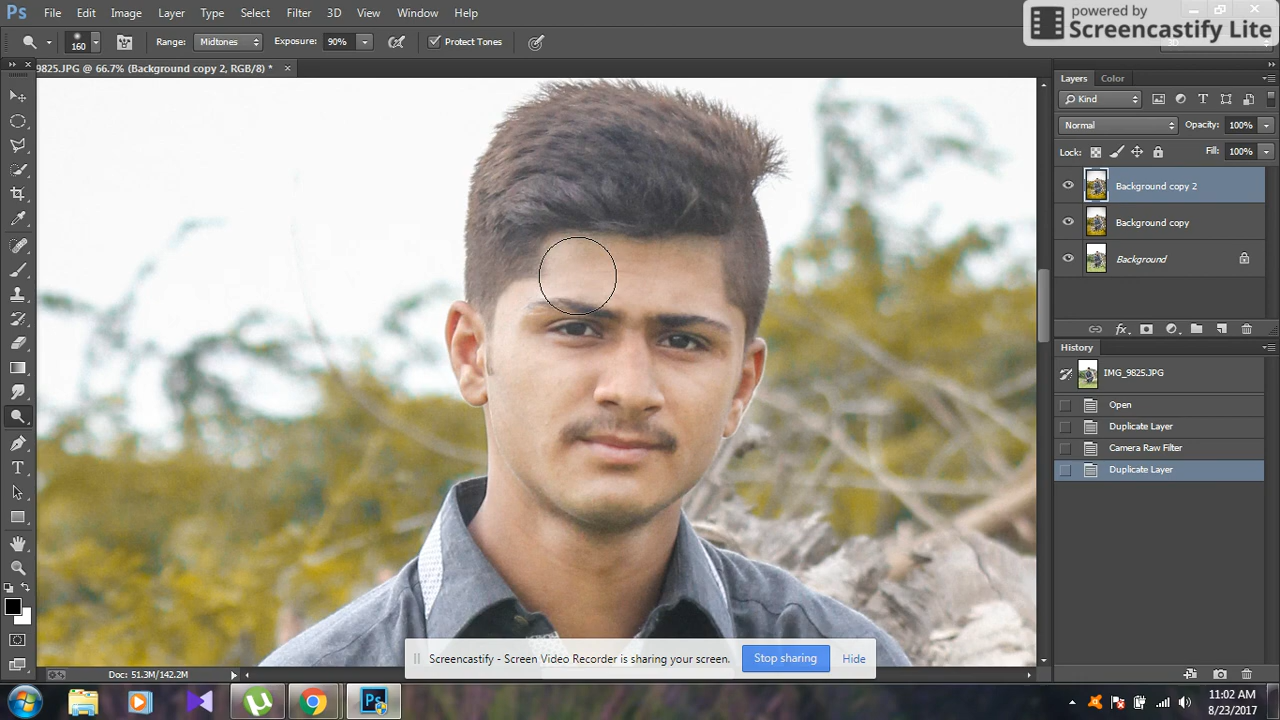 Ps File Edit Image Layer Type Select Filter 3D View Window Help
powered by
Screencastify Lite
160 Range: Midtones Exposure: 90% Protect Tones
9825.JPG @ 66.7% (Background copy 2, RGB/8) * ×
Layers Color
Kind
Normal Opacity: 100%
Lock: Fill: 100%
Background copy 2
Background copy
Background
fx
History
IMG_9825.JPG
Open
Duplicate Layer
Camera Raw Filter
Duplicate Layer
Screencastify - Screen Video Recorder is sharing your screen. Stop sharing Hide
Doc: 51.3M/142.2M
Ps
11:02 AM
8/23/2017